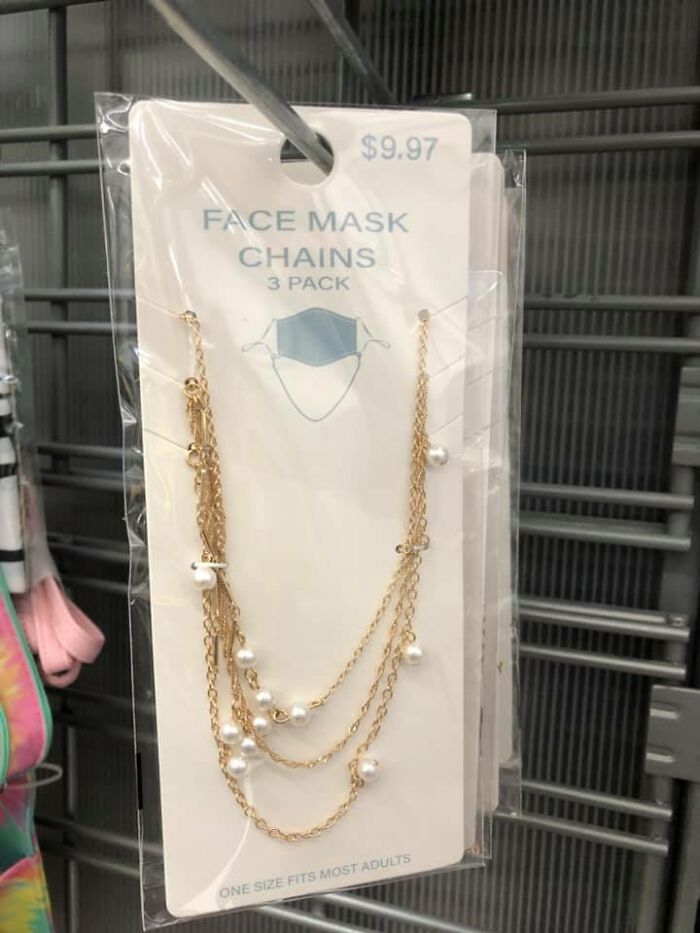 $9.97
FACE MASK
CHAINS
3 PACK
ONE SIZE FITS MOST ADULTS